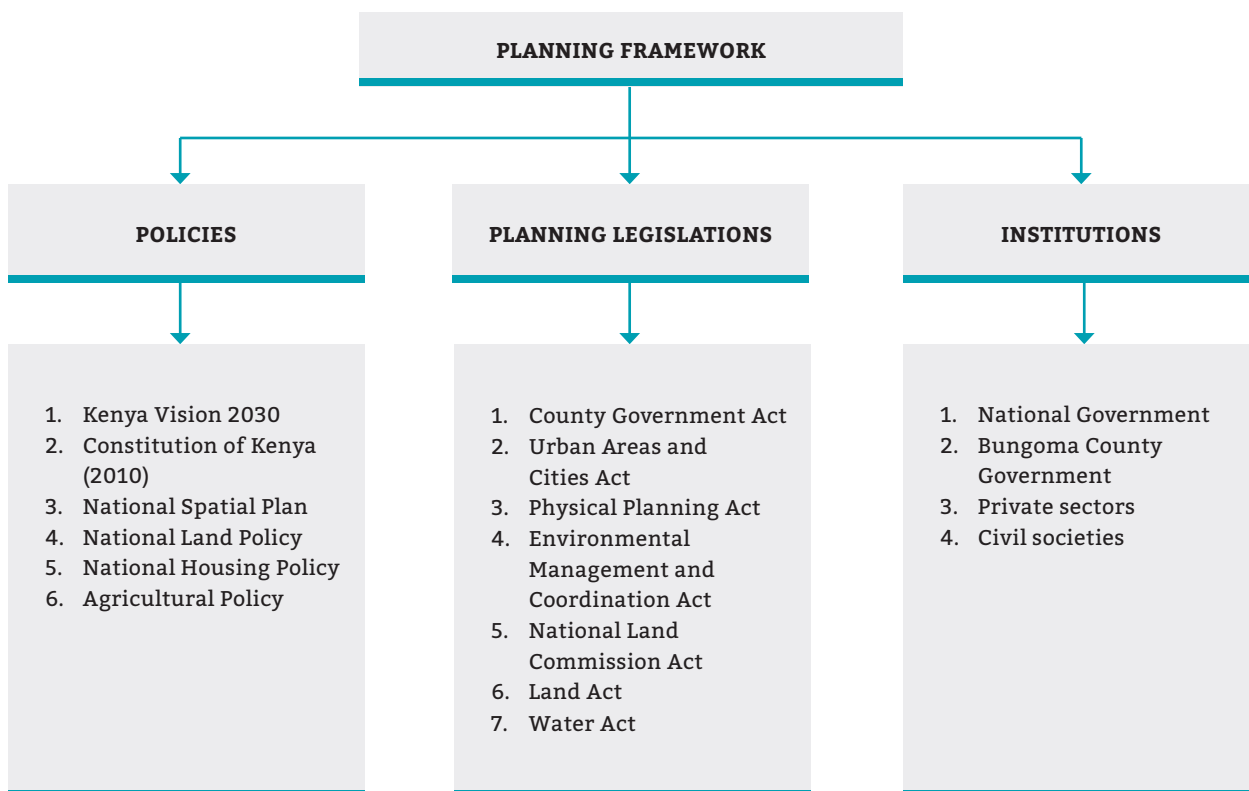 PLANNING FRAMEWORK
POLICIES
PLANNING LEGISLATIONS
INSTITUTIONS
1. Kenya Vision 2030
2. Constitution of Kenya
(2010)
3. National Spatial Plan
4. National Land Policy
5. National Housing Policy
6. Agricultural Policy
1. County Government Act
2. Urban Areas and
Cities Act
3. Physical Planning Act
4. Environmental
Management and
Coordination Act
5. National Land
Commission Act
6. Land Act
7. Water Act
1. National Government
2. Bungoma County
Government
3. Private sectors
4. Civil societies